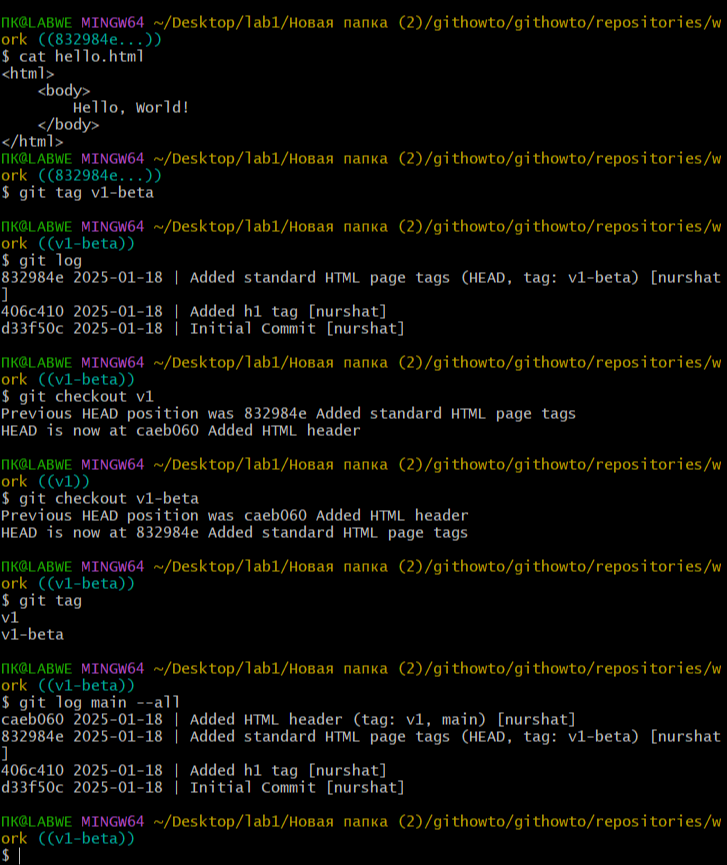 ПК@LABWE MINGW64 ~/Desktop/lab1/Новая папка (2)/githowto/githowto/repositories/w
ork ((832984e...))
$ cat hello.html
<html>
    <body>
        Hello, World!
    </body>
</html>
ПК@LABWE MINGW64 ~/Desktop/lab1/Новая папка (2)/githowto/githowto/repositories/w
ork ((832984e...))
$ git tag v1-beta
ПК@LABWE MINGW64 ~/Desktop/lab1/Новая папка (2)/githowto/githowto/repositories/w
ork ((v1-beta))
$ git log
832984e 2025-01-18 | Added standard HTML page tags (HEAD, tag: v1-beta) [nurshat
]
406c410 2025-01-18 | Added h1 tag [nurshat]
d33f50c 2025-01-18 | Initial Commit [nurshat]
ПК@LABWE MINGW64 ~/Desktop/lab1/Новая папка (2)/githowto/githowto/repositories/w
ork ((v1-beta))
$ git checkout v1
Previous HEAD position was 832984e Added standard HTML page tags
HEAD is now at caeb060 Added HTML header
ПК@LABWE MINGW64 ~/Desktop/lab1/Новая папка (2)/githowto/githowto/repositories/w
ork ((v1))
$ git checkout v1-beta
Previous HEAD position was caeb060 Added HTML header
HEAD is now at 832984e Added standard HTML page tags
ПК@LABWE MINGW64 ~/Desktop/lab1/Новая папка (2)/githowto/githowto/repositories/w
ork ((v1-beta))
$ git tag
v1
v1-beta
ПК@LABWE MINGW64 ~/Desktop/lab1/Новая папка (2)/githowto/githowto/repositories/w
ork ((v1-beta))
$ git log main --all
caeb060 2025-01-18 | Added HTML header (tag: v1, main) [nurshat]
832984e 2025-01-18 | Added standard HTML page tags (HEAD, tag: v1-beta) [nurshat
]
406c410 2025-01-18 | Added h1 tag [nurshat]
d33f50c 2025-01-18 | Initial Commit [nurshat]
ПК@LABWE MINGW64 ~/Desktop/lab1/Новая папка (2)/githowto/githowto/repositories/w
ork ((v1-beta))
$